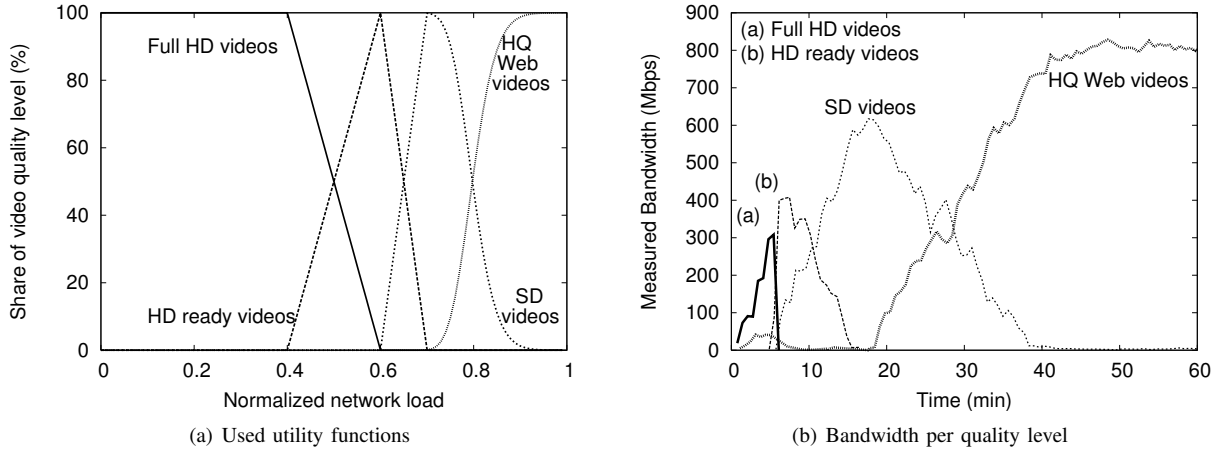 Share of video quality level (%)
100
80
60
40
20
0
Full HD videos
HQ
Web
videos
HD ready videos
SD
videos
0
0.2
0.4
0.6
0.8
1
Normalized network load
(a) Used utility functions
Measured Bandwidth (Mbps)
900
800
700
600
500
400
300
200
100
0
(a) Full HD videos
(b) HD ready videos
HQ Web videos
SD videos
(b)
(a)
0
10
20
30
40
50
60
Time (min)
(b) Bandwidth per quality level